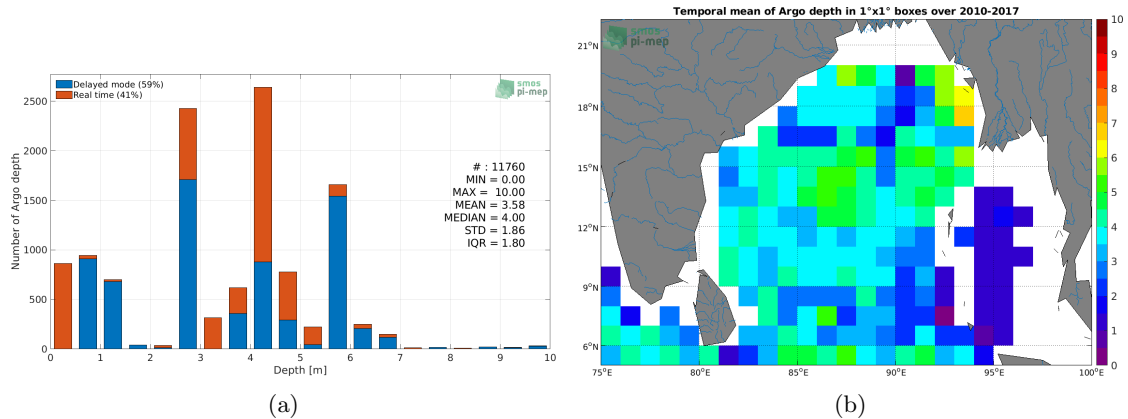 Delayed mode (59%)
Real time (41%)
smos
pi-mep
# : 11760
MIN = 0.00
MAX = 10.00
MEAN = 3.58
MEDIAN = 4.00
STD = 1.86
IQR = 1.80
Number of Argo depth
2500
2000
1500
1000
500
0
0 1 2 3 4 5 6 7 8 9 10
Depth [m]
(a)
Temporal mean of Argo depth in 1°x1° boxes over 2010-2017
smos
pi-mep
21°N
18°N
15°N
12°N
9°N
6°N
75°E 80°E 85°E 90°E 95°E 100°E
10
9
8
7
6
5
4
3
2
1
0
(b)